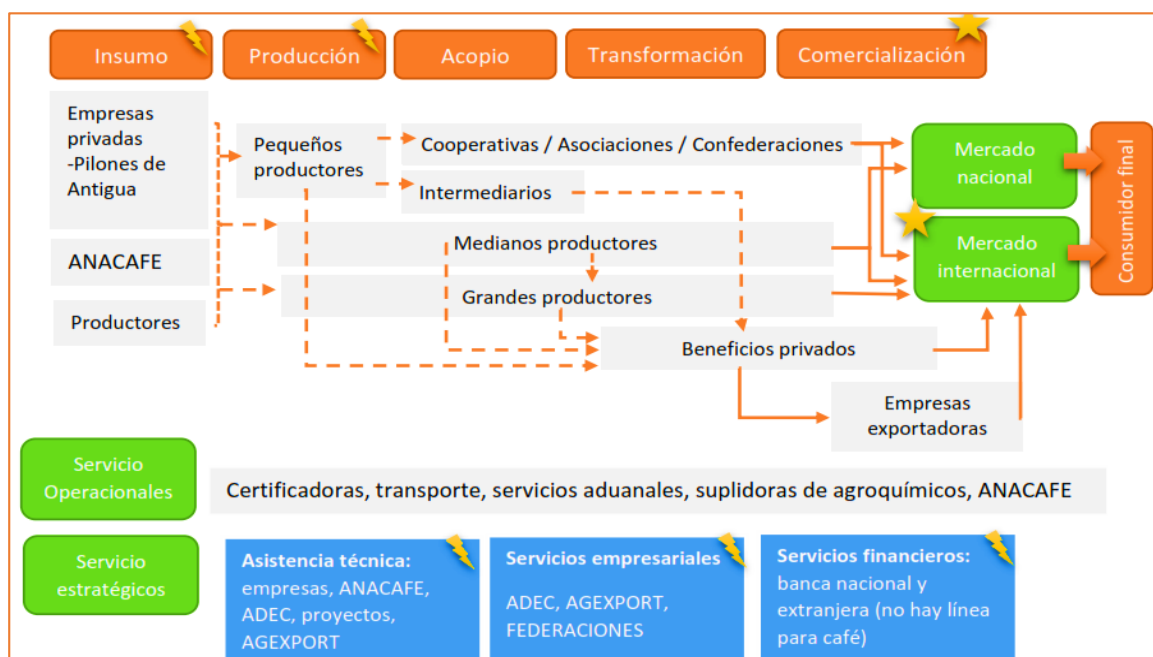 Insumo
Producción
Acopio
Transformación
Comercialización
Empresas
privadas
-Pilones de
Antigua
ANACAFE
Productores
Pequeños
productores
Cooperativas / Asociaciones / Confederaciones
Intermediarios
Medianos productores
Grandes productores
Beneficios privados
Empresas
exportadoras
Mercado
nacional
Mercado
internacional
Consumidor final
Servicio
Operacionales
Certificadoras, transporte, servicios aduanales, suplidoras de agroquímicos, ANACAFE
Servicio
estratégicos
Asistencia técnica:
empresas, ANACAFE,
ADEC, proyectos,
AGEXPORT
Servicios empresariales
ADEC, AGEXPORT,
FEDERACIONES
Servicios financieros:
banca nacional y
extranjera (no hay línea
para café)